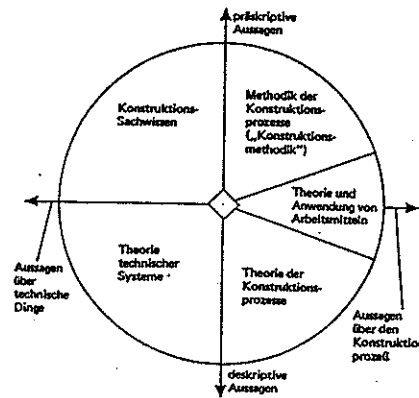 präskriptive
Aussagen
Konstruktions-
Sachwissen
Methodik der
Konstruktions-
prozesse
(„Konstruktions-
methodik")
Theorie und
Anwendung von
Arbeitsmitteln
Aussagen
über
technische
Dinge
Theorie
technischer
Systeme
Theorie der
Konstruktions-
prozesse
Aussagen
über den
Konstruktio
prozeß
deskriptive
Aussagen